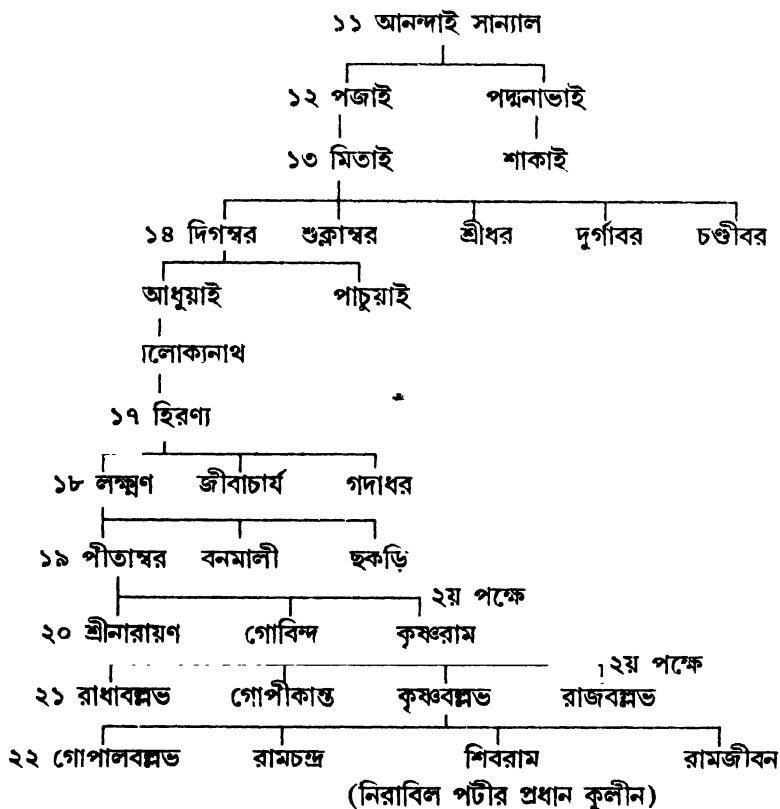 ১১ আনন্দাই সান্যাল
১২ পজাই পদ্মনাভাই
১৩ মিতাই শাকাই
১৪ দিগম্বর শুক্লাম্বর শ্রীধর দুর্গাবর চণ্ডীবর
আধুয়াই পাচুয়াই
লোক্যনাথ
১৭ হিরণ্য
১৮ লক্ষ্মণ জীবাচার্য গদাধর
১৯ পীতাম্বর বনমালী ছকড়ি
২য় পক্ষে
২০ শ্রীনারায়ণ গোবিন্দ কৃষ্ণরাম
২য় পক্ষে
২১ রাধাবল্লভ গোপীকান্ত কৃষ্ণবল্লভ রাজবল্লভ
২২ গোপালবল্লভ রামচন্দ্র শিবরাম রামজীবন
(নিরাবিল পটীর প্রধান কুলীন)